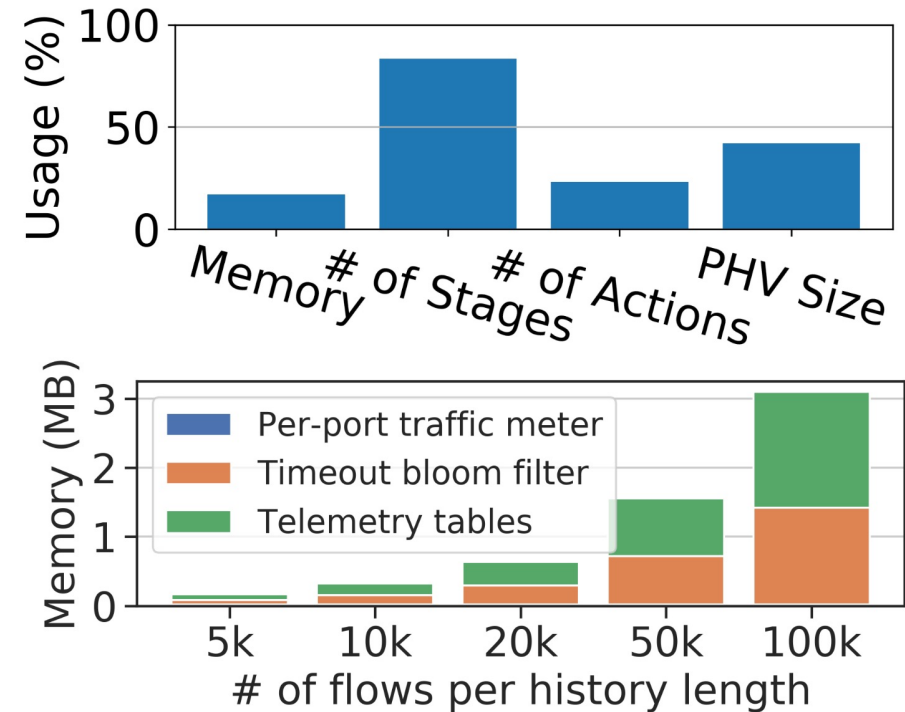 Usage (%)
100
50
0
Memory
# of Stages
# of Actions
PHV Size
Memory (MB)
3
2
1
0
Per-port traffic meter
Timeout bloom filter
Telemetry tables
5k 10k 20k 50k 100k
# of flows per history length